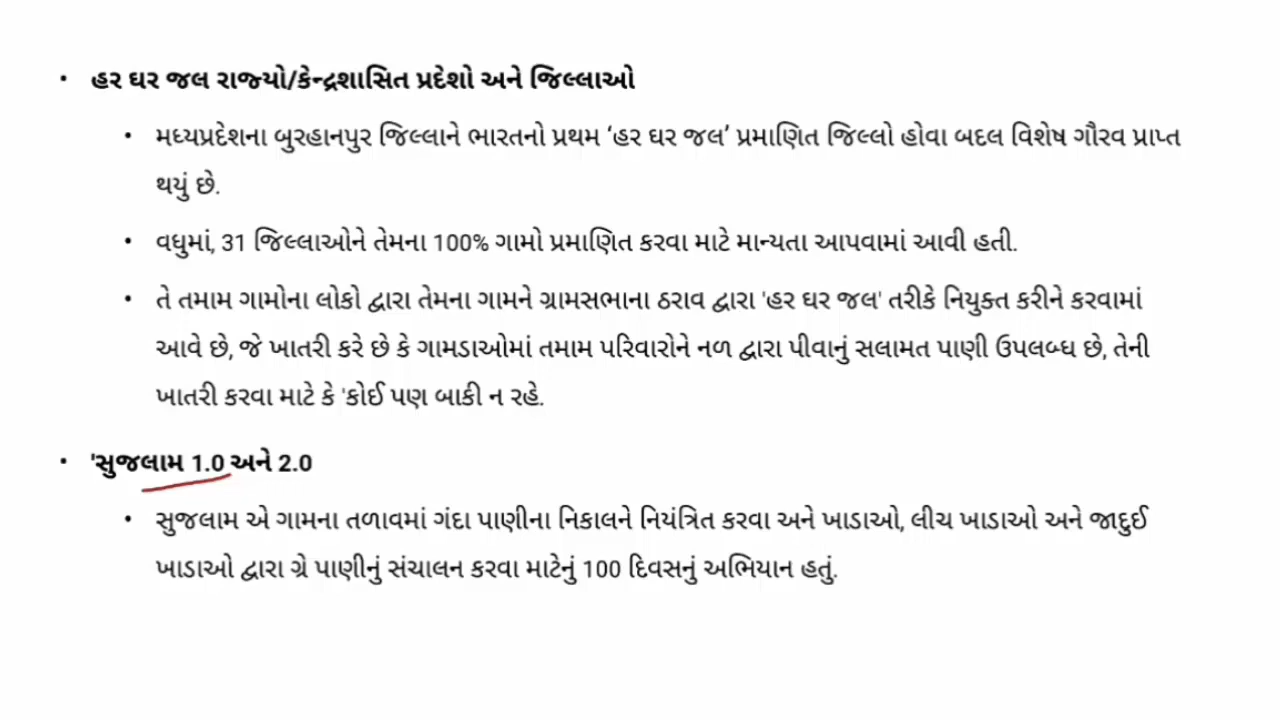 • હર ઘર જલ રાજ્યો/કેન્દ્રશાસિત પ્રદેશો અને જિલ્લાઓ
• મધ્યપ્રદેશના બુરહાનપુર જિલ્લાને ભારતનો પ્રથમ ‘હર ઘર જલ’ પ્રમાણિત જિલ્લો હોવા બદલ વિશેષ ગૌરવ પ્રાપ્ત
થયું છે.
• વધુમાં, 31 જિલ્લાઓને તેમના 100% ગામો પ્રમાણિત કરવા માટે માન્યતા આપવામાં આવી હતી.
• તે તમામ ગામોના લોકો દ્વારા તેમના ગામને ગ્રામસભાના ઠરાવ દ્વારા 'હર ઘર જલ' તરીકે નિયુક્ત કરીને કરવામાં
આવે છે, જે ખાતરી કરે છે કે ગામડાઓમાં તમામ પરિવારોને નળ દ્વારા પીવાનું સલામત પાણી ઉપલબ્ધ છે, તેની
ખાતરી કરવા માટે કે 'કોઈ પણ બાકી ન રહે.
• 'સુજલામ 1.0 અને 2.0
• સુજલામ એ ગામના તળાવમાં ગંદા પાણીના નિકાલને નિયંત્રિત કરવા અને ખાડાઓ, લીચ ખાડાઓ અને જાદુઈ
ખાડાઓ દ્વારા ગ્રે પાણીનું સંચાલન કરવા માટેનું 100 દિવસનું અભિયાન હતું.